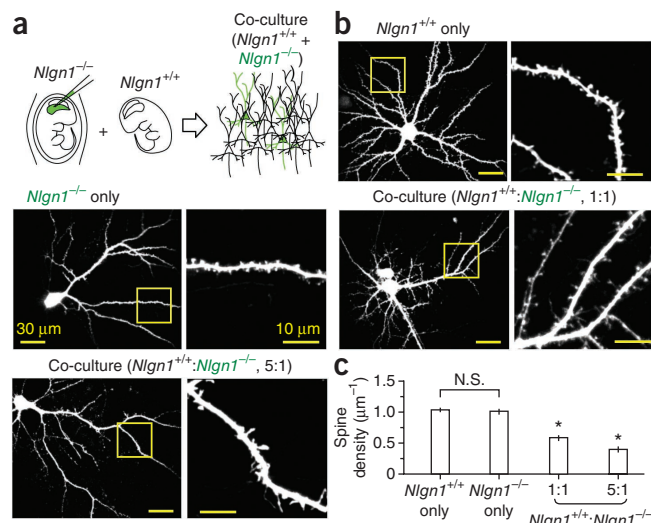 a
Co-culture
(Nlgn1+/+ +
Nlgn1−/−)
Nlgn1−/−
Nlgn1+/+
+
Nlgn1−/− only
30 μm
10 μm
Co-culture (Nlgn1+/+:Nlgn1−/−, 5:1)
b
Nlgn1+/+ only
Co-culture (Nlgn1+/+:Nlgn1−/−, 1:1)
c
Spine
density (μm−1)
1.5
1.0
0.5
0
N.S.
*
*
Nlgn1+/+
only
Nlgn1−/−
only
1:1
5:1
Nlgn1+/+:Nlgn1−/−